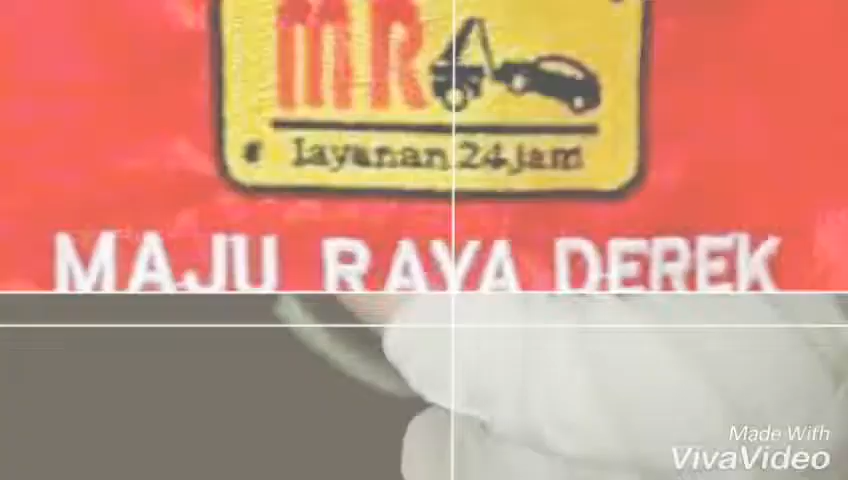 MR
layanan 24 jam
MAJU RAYA DEREK
Made With
VivaVideo